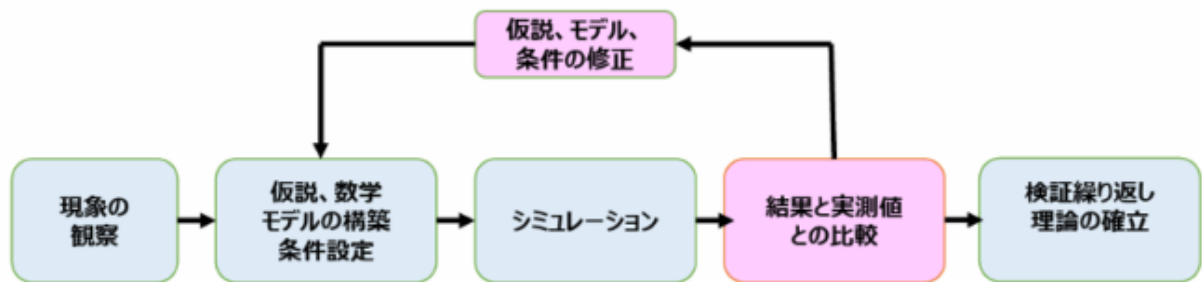 仮説、モデル、
条件の修正
現象の
観察
仮説、数学
モデルの構築
条件設定
シミュレーション
結果と実測値
との比較
検証繰り返し
理論の確立